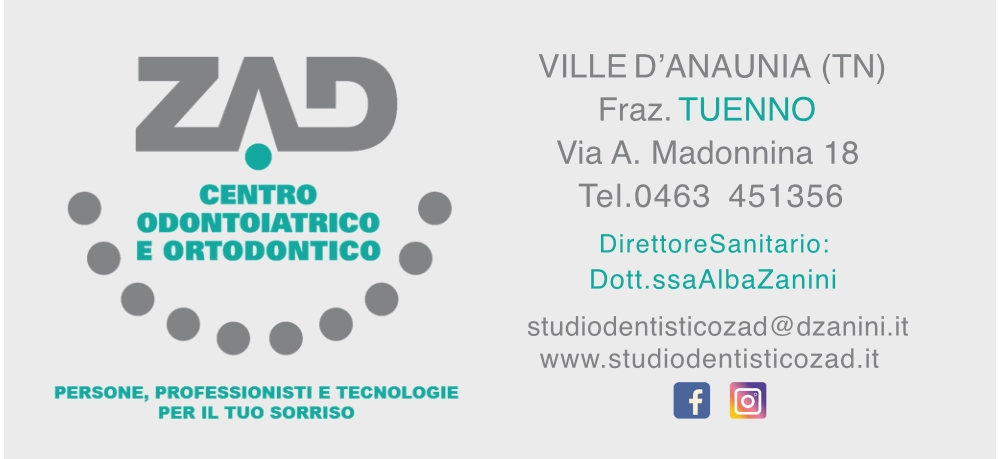 ZAD
CENTRO
ODONTOIATRICO
E ORTODONTICO
PERSONE, PROFESSIONISTI E TECNOLOGIE
PER IL TUO SORRISO
VILLE D'ANAUNIA (TN)
Fraz. TUENNO
Via A. Madonnina 18
Tel.0463 451356
DirettoreSanitario:
Dott.ssaAlbaZanini
studiodentisticozad@dzanini.it
www.studiodentisticozad.it